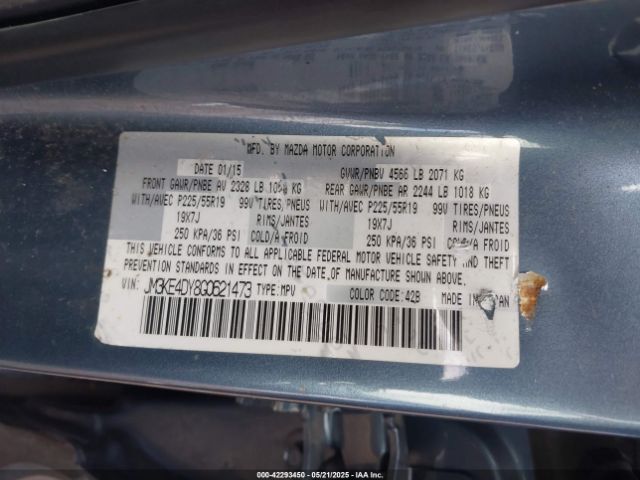 MFD. BY MAZDA MOTOR CORPORATION
DATE 01/15 GVWR/PNBV 4566 LB 2071 KG
FRONT GAWR/PNBE AV 2328 LB KG REAR GAWR/PNBE AR 2244 LB 1018 KG
WITH/AVEC P225/55R19 99V TIRES/PNEUS WITH/AVEC P225/55R19 99V TIRES/PNEUS
19X7J RIMS/JANTES 19X7J RIMS/JANTES
250 KPA/36 PSI COLD/A FROID 250 KPA/36 PSI COLD/A FROID
THIS VEHICLE CONFORMS TO ALL APPLICABLE FEDERAL MOTOR VEHICLE SAFETY AND THEFT
PREVENTION STANDARDS IN EFFECT ON THE DATE OF MANUFACTURE SHOWN ABOVE.
VIN: JM3KE4DY8G0621473 TYPE:MPV COLOR CODE:42B MADE IN
000-42293450 - 05/21/2025 - IAAI.COM